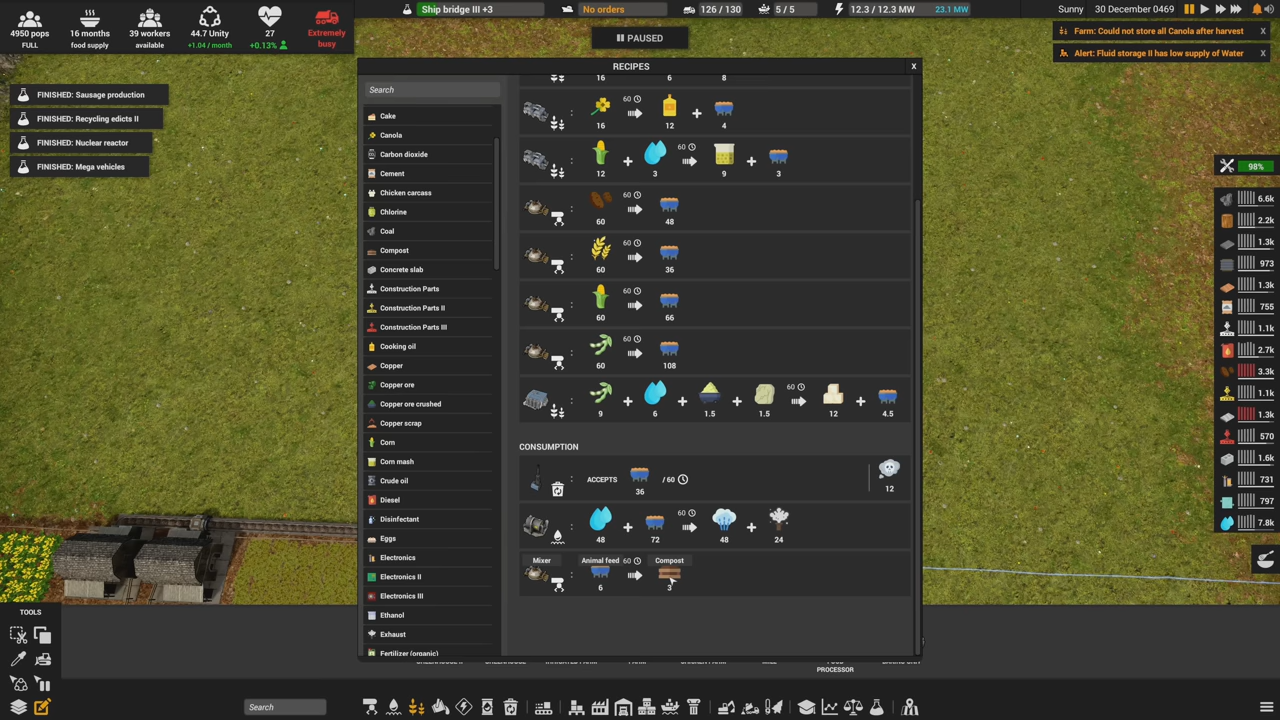 4950 pops
FULL
16 months
food supply
39 workers
available
44.7 Unity
+1.04 / month
27
+0.13%
Extremely
busy
Ship bridge III +3
No orders
126 / 130
5 / 5
12.3 / 12.3 MW
23.1 MW
Sunny
30 December 0469
PAUSED
Farm: Could not store all Canola after harvest
X
Alert: Fluid storage II has low supply of Water
X
FINISHED: Sausage production
FINISHED: Recycling edicts II
FINISHED: Nuclear reactor
FINISHED: Mega vehicles
RECIPES
X
Search
Cake
Canola
Carbon dioxide
Cement
Chicken carcass
Chlorine
Coal
Compost
Concrete slab
Construction Parts
Construction Parts II
Construction Parts III
Cooking oil
Copper
Copper ore
Copper ore crushed
Copper scrap
Corn
Corn mash
Crude oil
Diesel
Disinfectant
Eggs
Electronics
Electronics II
Electronics III
Ethanol
Exhaust
Fertilizer (organic)
16 6 8
: 60
16 + 12 4
: 60
12 + 3 9 + 3
: 60
60 48
: 60
60 36
: 60
60 66
: 60
60 108
: 60
9 + 6 + 1.5 + 1.5 12 + 4.5
CONSUMPTION
ACCEPTS 36 / 60 12
: 60
48 + 72 48 + 24
Mixer Animal feed 60 Compost
: 6 3
98%
6.6k
2.2k
1.3k
973
1.3k
755
1.1k
2.7k
3.3k
1.1k
1.3k
570
1.6k
731
797
7.8k
TOOLS
PROCESSOR
Search